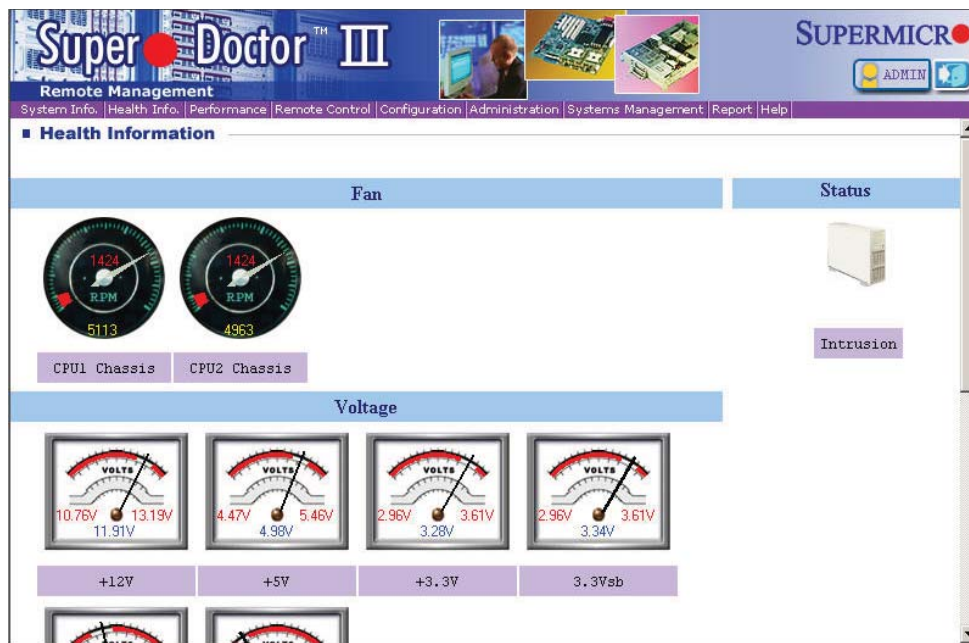 Super Doctor™ III
SUPERMICR
ADMIN
Remote Management
System Info. Health Info. Performance Remote Control Configuration Administration Systems Management Report Help
Health Information
Fan Status
1424 1424
RPM RPM
5113 4963
Intrusion
CPU1 Chassis CPU2 Chassis
Voltage
VOLTS VOLTS VOLTS VOLTS
10.76V 13.19V 4.47V 5.46V 2.96V 3.61V 2.96V 3.61V
11.91V 4.98V 3.28V 3.34V
+12V +5V +3.3V 3.3Vsb